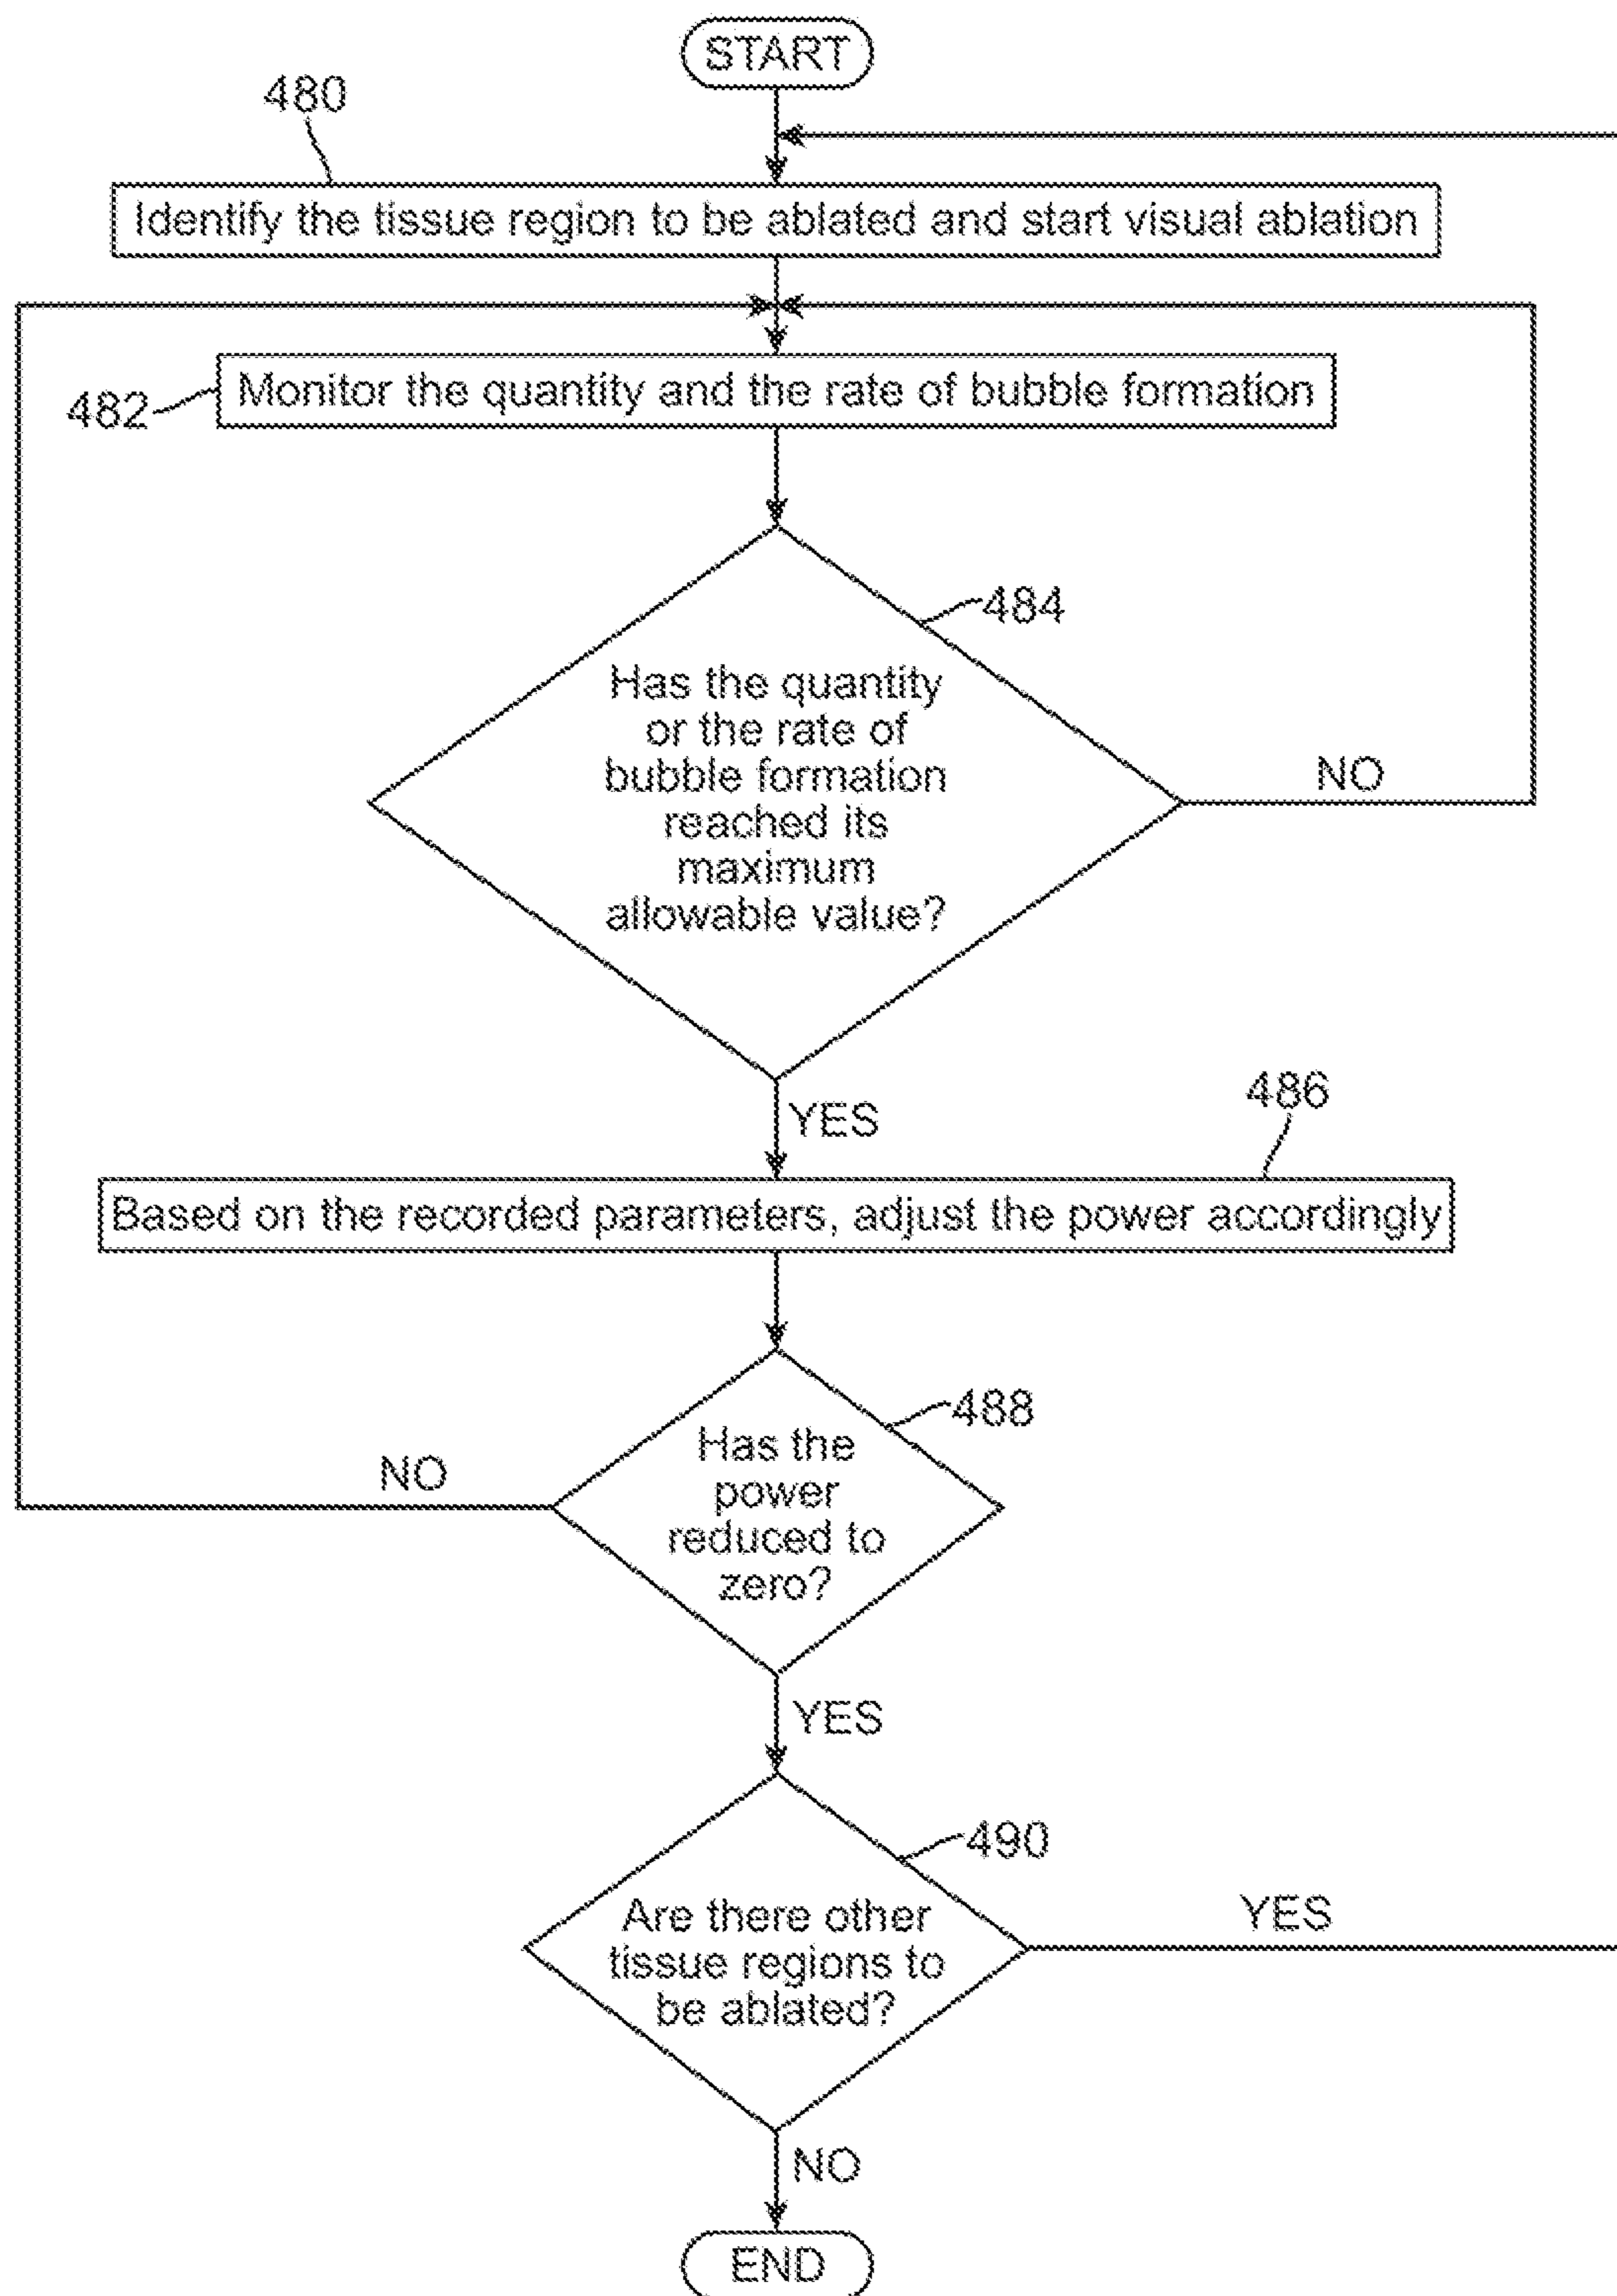 START
480
Identify the tissue region to be ablated and start visual ablation
482
Monitor the quantity and the rate of bubble formation
484
Has the quantity
or the rate of
bubble formation
reached its
maximum
allowable value?
NO
YES
486
Based on the recorded parameters, adjust the power accordingly
488
Has the
power
reduced to
zero?
NO
YES
490
Are there other
tissue regions to
be ablated?
YES
NO
END